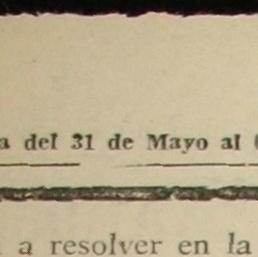 del 31 de Mayo al
a resolver en la